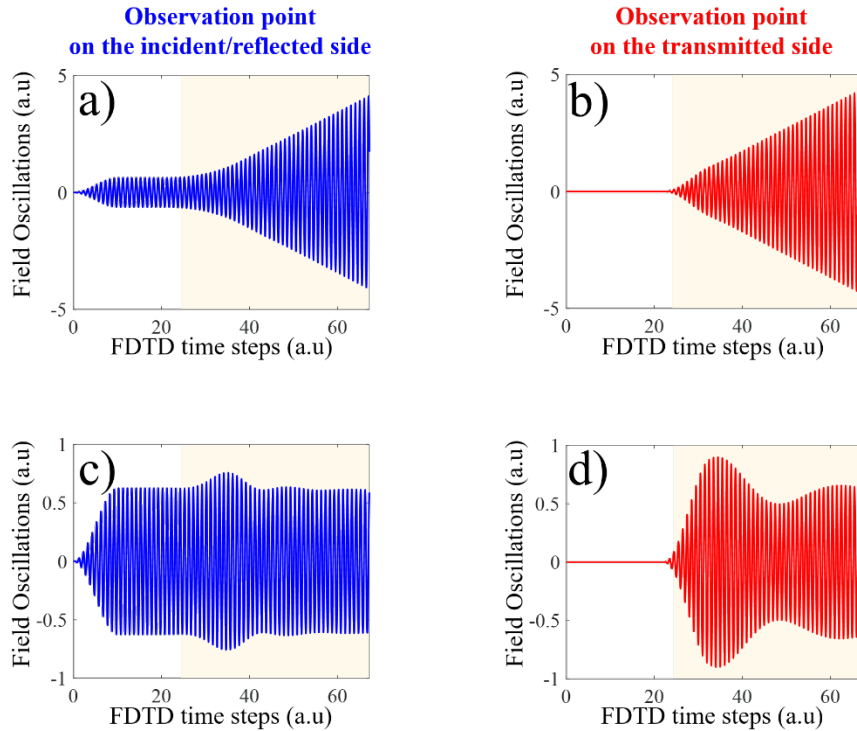 Observation point
on the incident/reflected side
Observation point
on the transmitted side
a)
Field Oscillations (a.u)
5
0
-5
0
20
40
60
FDTD time steps (a.u)
b)
Field Oscillations (a.u)
5
0
-5
0
20
40
60
FDTD time steps (a.u)
c)
Field Oscillations (a.u)
1
0.5
0
-0.5
-1
0
20
40
60
FDTD time steps (a.u)
d)
Field Oscillations (a.u)
1
0.5
0
-0.5
-1
0
20
40
60
FDTD time steps (a.u)